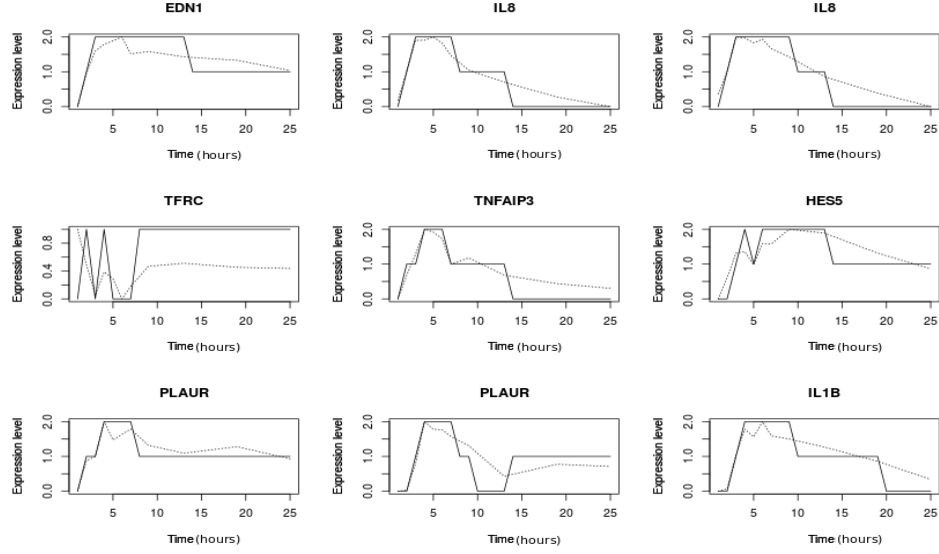 EDN1 IL8 IL8
Expression level 0.0 1.0 2.0 Expression level 0.0 1.0 2.0 Expression level 0.0 1.0 2.0
5 10 15 20 25 5 10 15 20 25 5 10 15 20 25
Time (hours) Time (hours) Time (hours)
TFRC TNFAIP3 HES5
Expression level 0.0 0.4 0.8 Expression level 0.0 1.0 2.0 Expression level 0.0 1.0 2.0
5 10 15 20 25 5 10 15 20 25 5 10 15 20 25
Time (hours) Time (hours) Time (hours)
PLAUR PLAUR IL1B
Expression level 0.0 1.0 2.0 Expression level 0.0 1.0 2.0 Expression level 0.0 1.0 2.0
5 10 15 20 25 5 10 15 20 25 5 10 15 20 25
Time (hours) Time (hours) Time (hours)